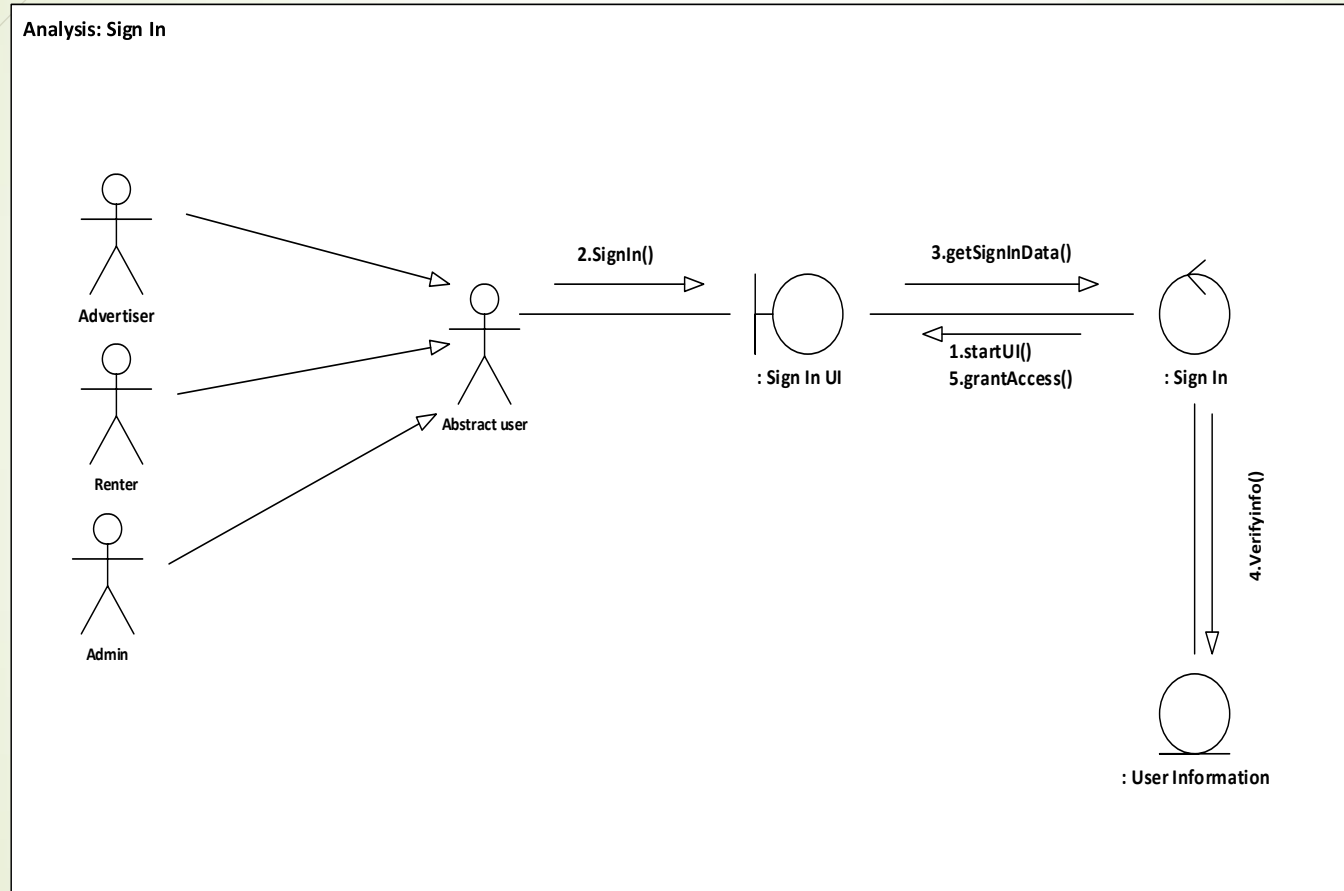 Analysis: Sign In
Advertiser
Renter
Admin
Abstract user
2.SignIn()
: Sign In UI
3.getSignInData()
1.startUI()
5.grantAccess()
: Sign In
4.Verifyinfo()
: User Information